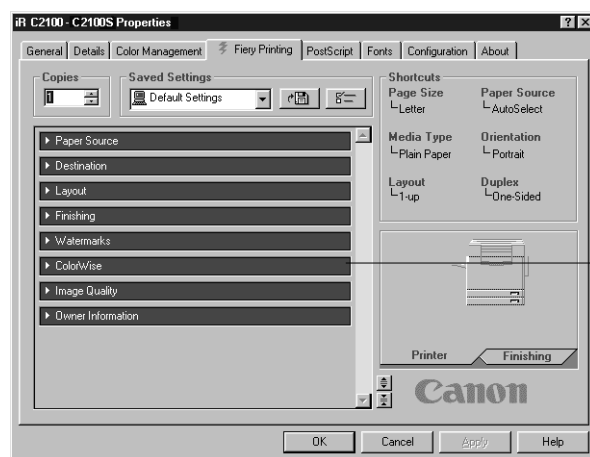 iR C2100 - C2100S Properties
General Details Color Management Fiery Printing PostScript Fonts Configuration About
Copies
1
Saved Settings
Default Settings
Paper Source
Destination
Layout
Finishing
Watermarks
ColorWise
Image Quality
Owner Information
Shortcuts
Page Size Paper Source
Letter AutoSelect
Media Type Orientation
Plain Paper Portrait
Layout Duplex
1-up One-Sided
Printer Finishing
Canon
OK Cancel Apply Help